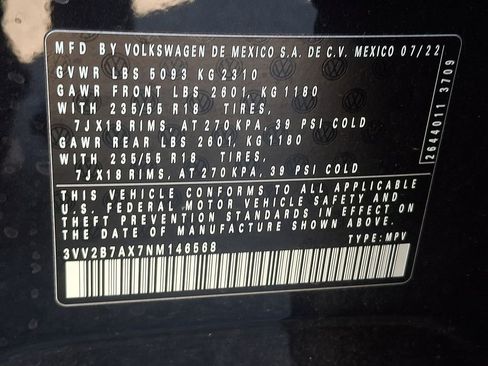 MFD BY VOLKSWAGEN DE MEXICO S.A. DE C.V. MEXICO 07/22
GVWR LBS 5093 KG 2310
GAWR FRONT LBS 2601, KG 1180
WITH 235/55 R18 TIRES,
7JX18 RIMS, AT 270 KPA, 39 PSI COLD
GAWR REAR LBS 2601, KG 1180
WITH 235/55 R18 TIRES,
7JX18 RIMS, AT 270 KPA, 39 PSI COLD
THIS VEHICLE CONFORMS TO ALL APPLICABLE
U.S. FEDERAL MOTOR VEHICLE SAFETY AND
THEFT PREVENTION STANDARDS IN EFFECT ON
THE DATE OF MANUFACTURE SHOWN ABOVE.
3VV2B7AX7NM146568 TYPE: MPV
26444011 3709